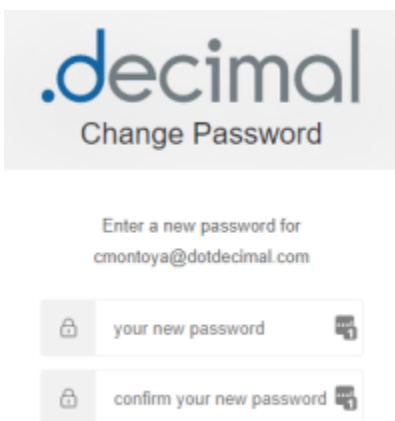 .decimal
Change Password
Enter a new password for
cmontoya@dotdecimal.com
your new password
confirm your new password